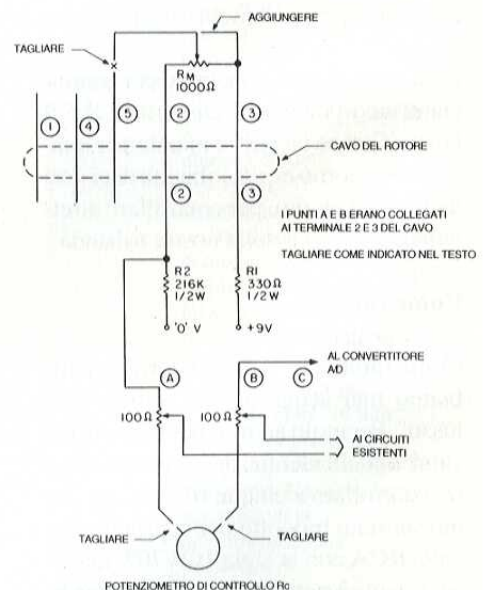 AGGIUNGERE
TAGLIARE
×
RM
1000Ω
1
4
5
2
3
CAVO DEL ROTORE
2
3
I PUNTI A E B ERANO COLLEGATI
AI TERMINALE 2 E 3 DEL CAVO
TAGLIARE COME INDICATO NEL TESTO
R2
216K
1/2W
R1
330Ω
1/2W
'0' V
+9V
AL CONVERTITORE
AD
A
B
C
100Ω
100Ω
AI CIRCUITI
ESISTENTI
TAGLIARE
TAGLIARE
POTENZIOMETRO DI CONTROLLO Rc